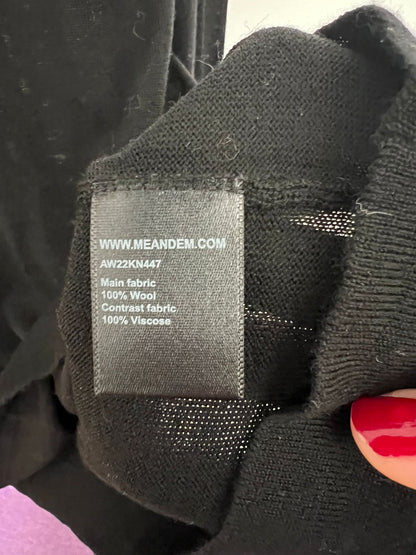 WWW.MEANDEM.COM
AW22KN447
Main fabric
100% Wool
Contrast fabric
100% Viscose